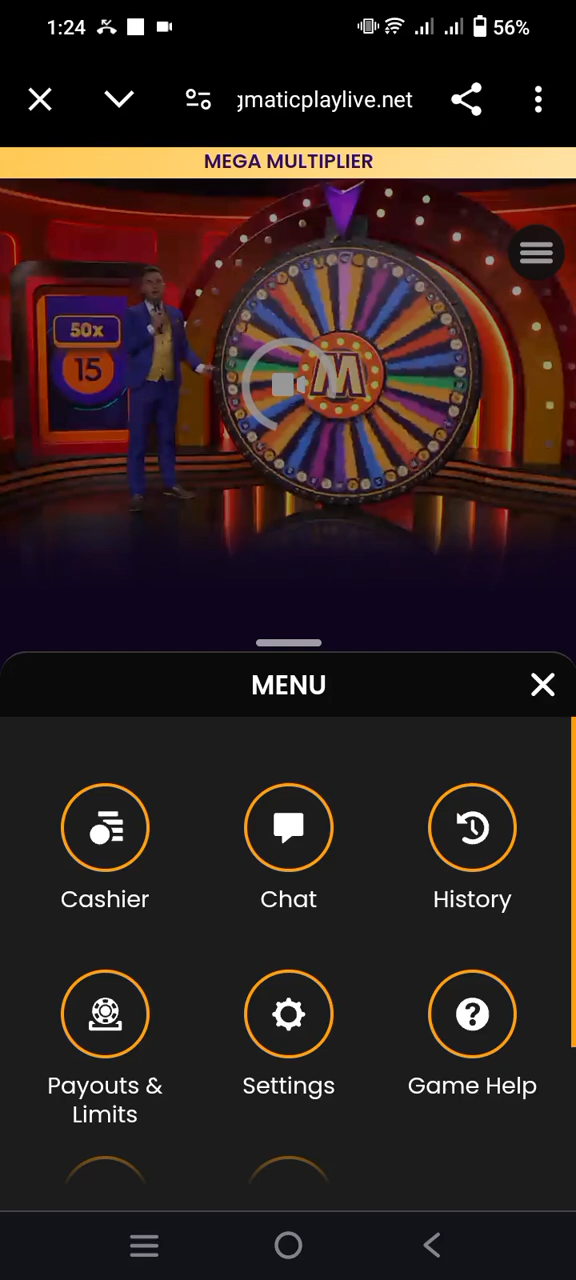 1:24
56%
gmaticplaylive.net
MEGA MULTIPLIER
50x
15
M
MENU
Cashier
Chat
History
Payouts &
Limits
Settings
Game Help